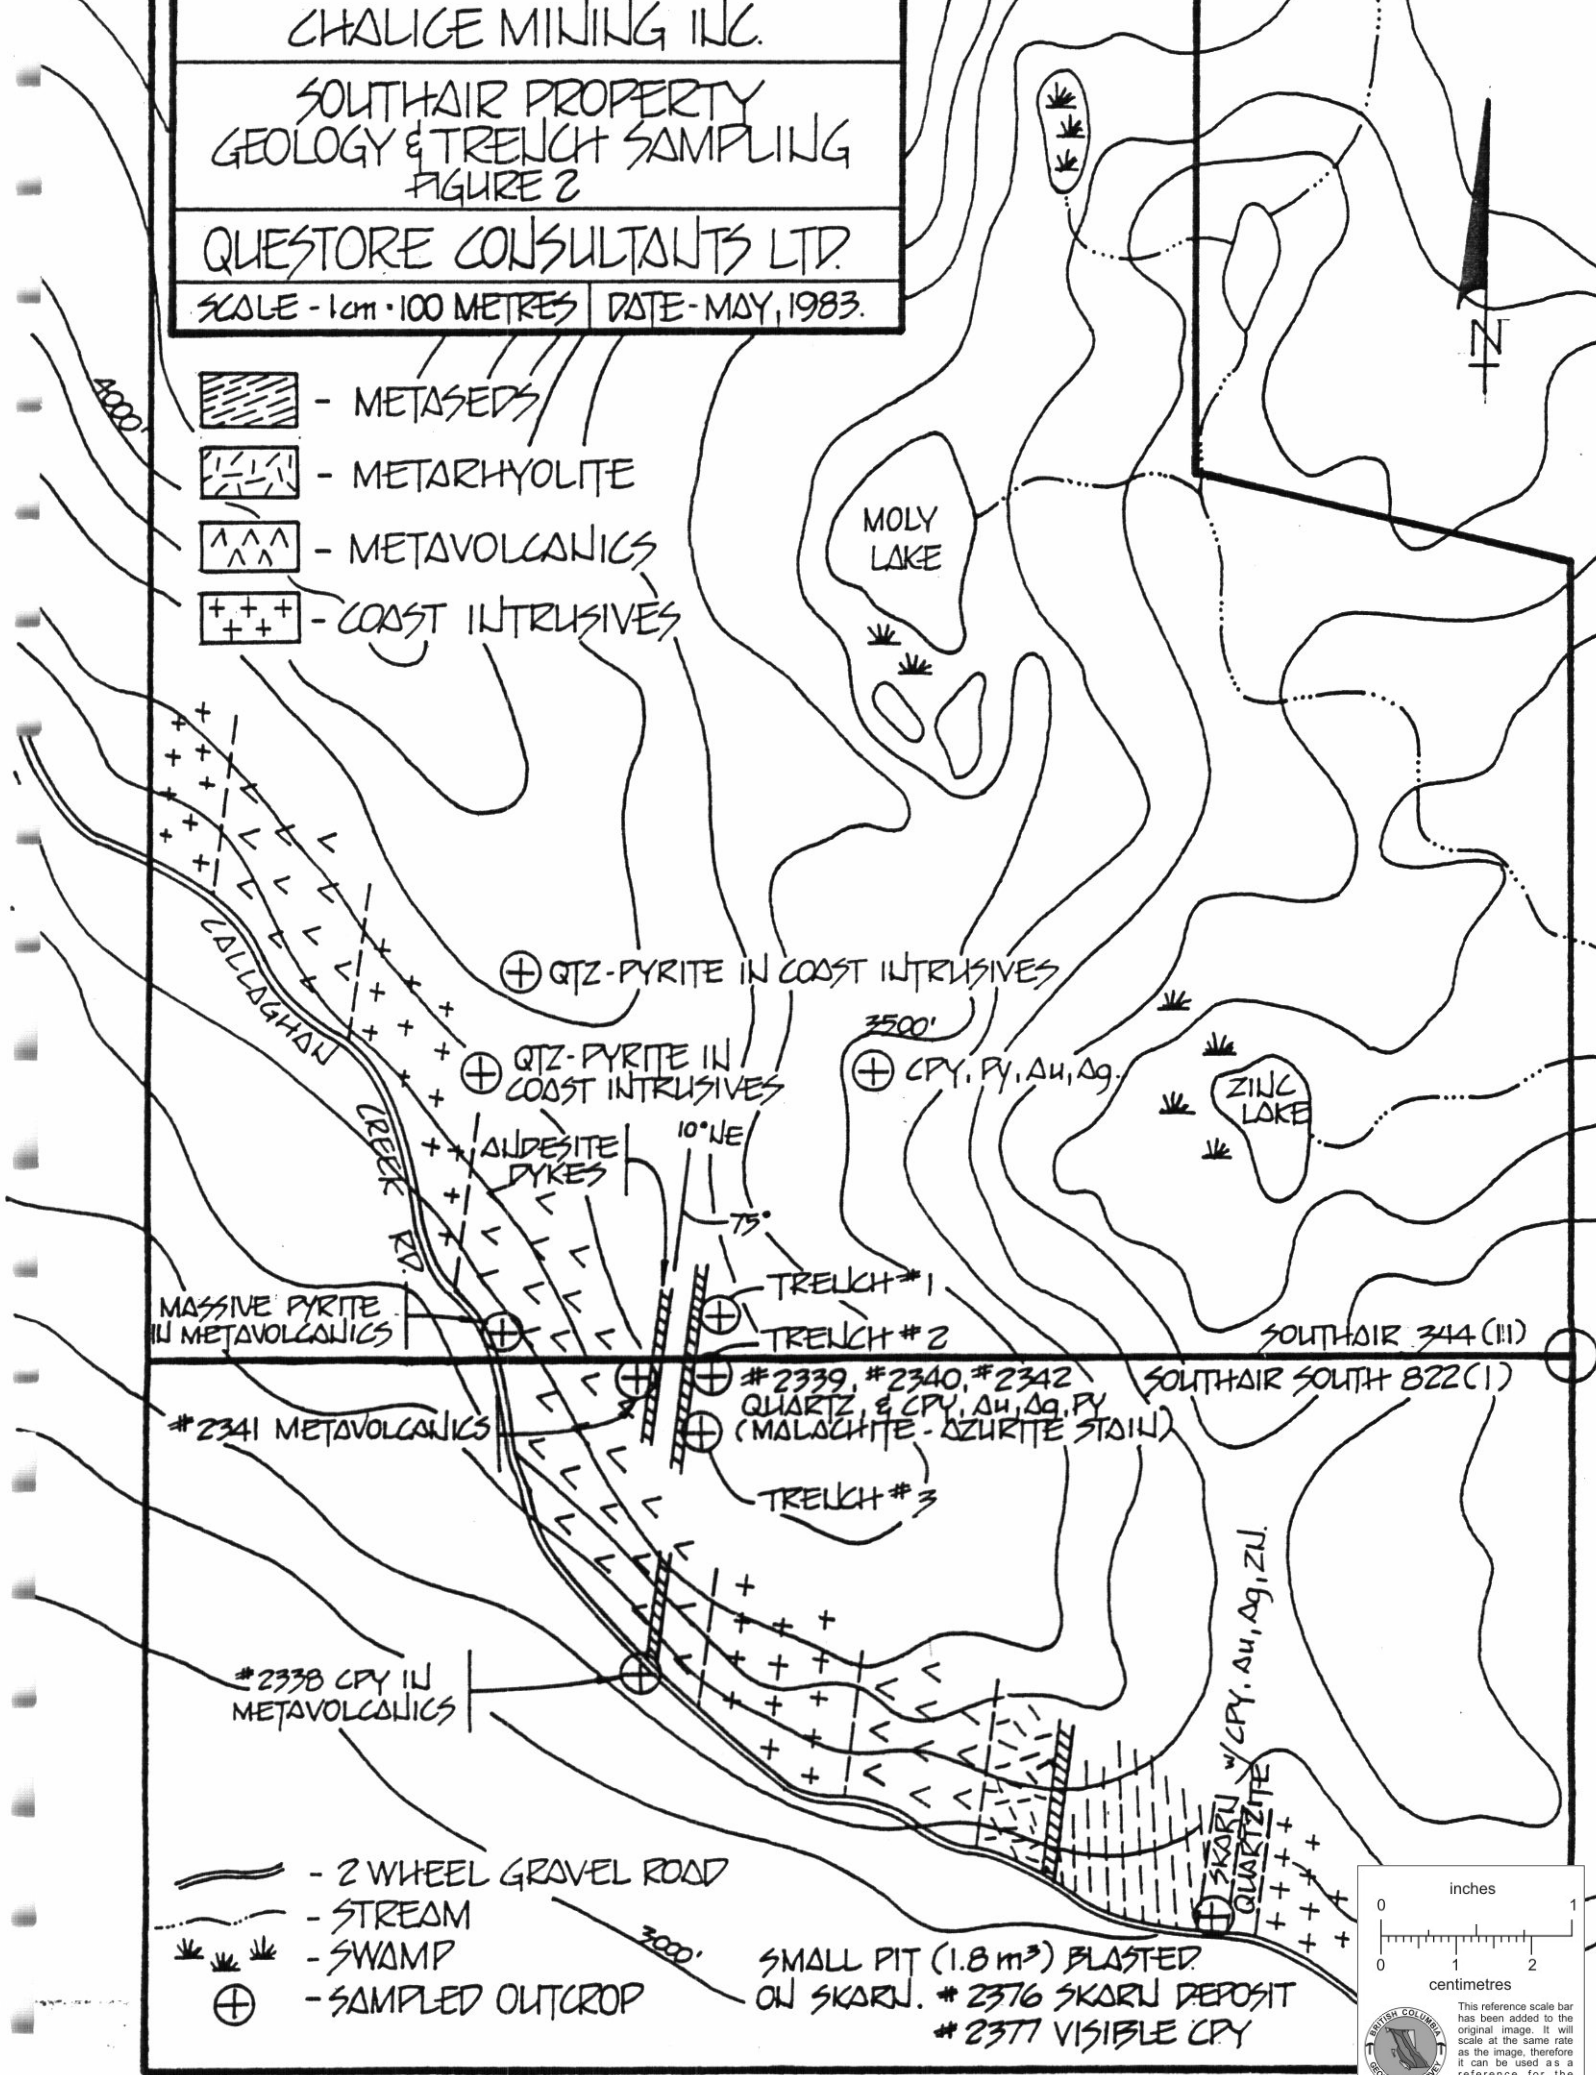 CHALICE MINING INC.
SOUTHAIR PROPERTY
GEOLOGY & TRENCH SAMPLING
FIGURE 2
QUESTORE CONSULTANTS LTD.
SCALE - 1cm · 100 METRES
DATE - MAY, 1983.
N
- METASEDS
- METARHYOLITE
- METAVOLCANICS
- COAST INTRUSIVES
4000'
MOLY
LAKE
CALLAGHAN
CREEK
RD.
QTZ-PYRITE IN COAST INTRUSIVES
3500'
QTZ-PYRITE IN
COAST INTRUSIVES
CPY, Py, Au, Ag.
ZINC
LAKE
ANDESITE
DYKES
10° NE
75°
TRENCH #1
MASSIVE PYRITE
IN METAVOLCANICS
TRENCH #2
SOUTHAIR 344 (III)
SOUTHAIR SOUTH 822 (I)
#2339, #2340, #2342
QUARTZ, & CPY, Au, Ag, PY
(MALACHITE - AZURITE STAIN)
#2341 METAVOLCANICS
TRENCH #3
#2338 CPY IN
METAVOLCANICS
SKARN w/ CPY. Au, Ag, ZN.
QUARTZITE
- 2 WHEEL GRAVEL ROAD
- STREAM
- SWAMP
- SAMPLED OUTCROP
3000'
SMALL PIT (1.8 m³) BLASTED
ON SKARN. #2376 SKARN DEPOSIT
#2377 VISIBLE CPY
inches
0 1
0 1 2
centimetres
This reference scale bar
has been added to the
original image. It will
scale at the same rate
as the image, therefore
it can be used as a
reference for the
BRITISH COLUMBIA